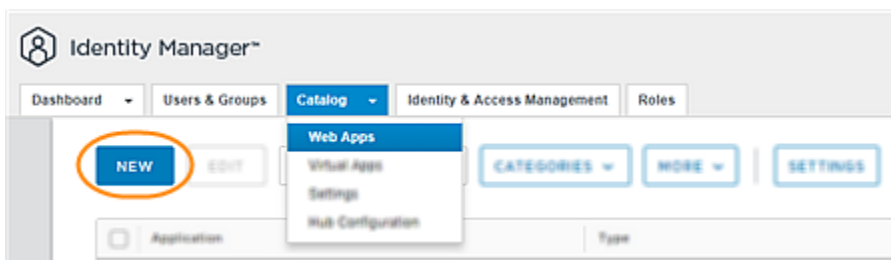 Identity Manager™
Dashboard Users & Groups Catalog Identity & Access Management Roles
Web Apps
NEW EDIT Virtual Apps CATEGORIES MORE SETTINGS
Settings
Hub Configuration
Application Type